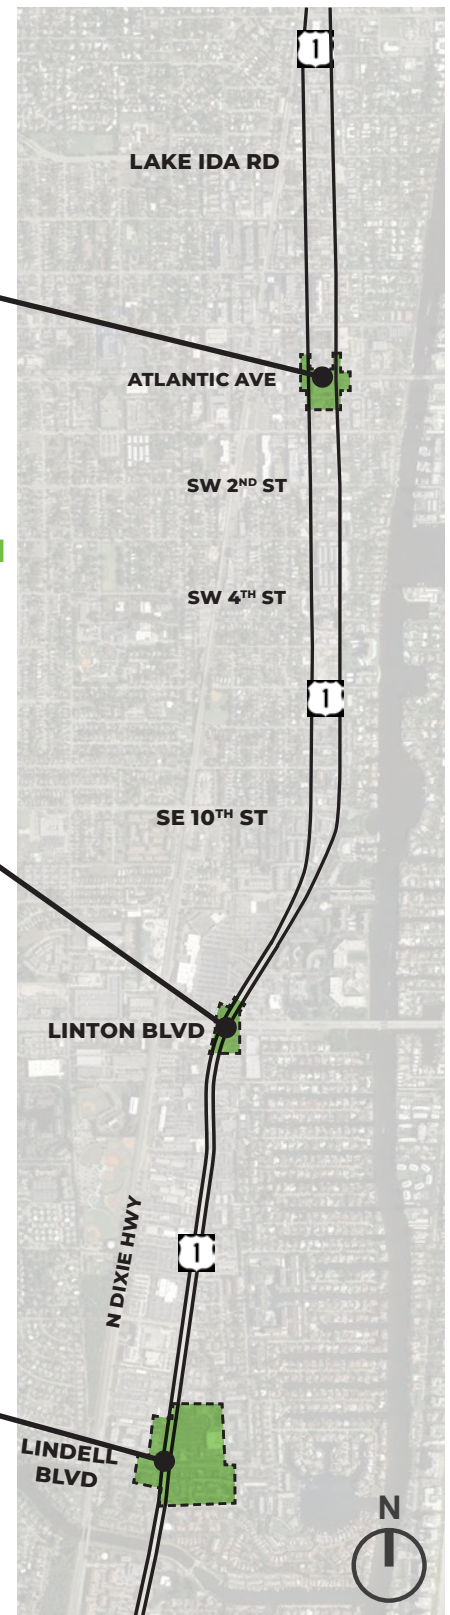 1
LAKE IDA RD
ATLANTIC AVE
SW 2ND ST
SW 4TH ST
1
SE 10TH ST
LINTON BLVD
N DIXIE HWY
1
LINDELL
BLVD
N